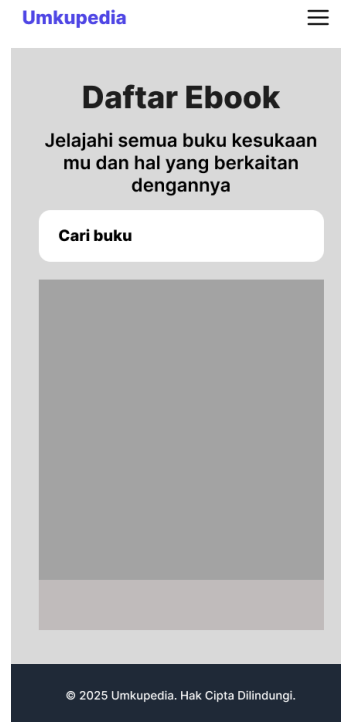 Umkupedia
Daftar Ebook
Jelajahi semua buku kesukaan
mu dan hal yang berkaitan
dengannya
Cari buku
© 2025 Umkupedia. Hak Cipta Dilindungi.